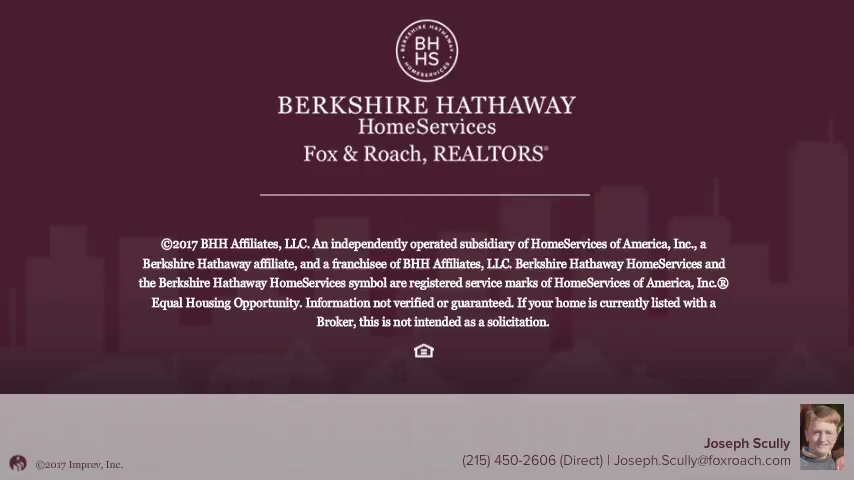 BERKSHIRE HATHAWAY
BH
HS
HOMESERVICES
BERKSHIRE HATHAWAY
HomeServices
Fox & Roach, REALTORS®
©2017 BHH Affiliates, LLC. An independently operated subsidiary of HomeServices of America, Inc., a
Berkshire Hathaway affiliate, and a franchisee of BHH Affiliates, LLC. Berkshire Hathaway HomeServices and
the Berkshire Hathaway HomeServices symbol are registered service marks of HomeServices of America, Inc.®
Equal Housing Opportunity. Information not verified or guaranteed. If your home is currently listed with a
Broker, this is not intended as a solicitation.
Joseph Scully
(215) 450-2606 (Direct) | Joseph.Scully@foxroach.com
©2017 Imprev, Inc.